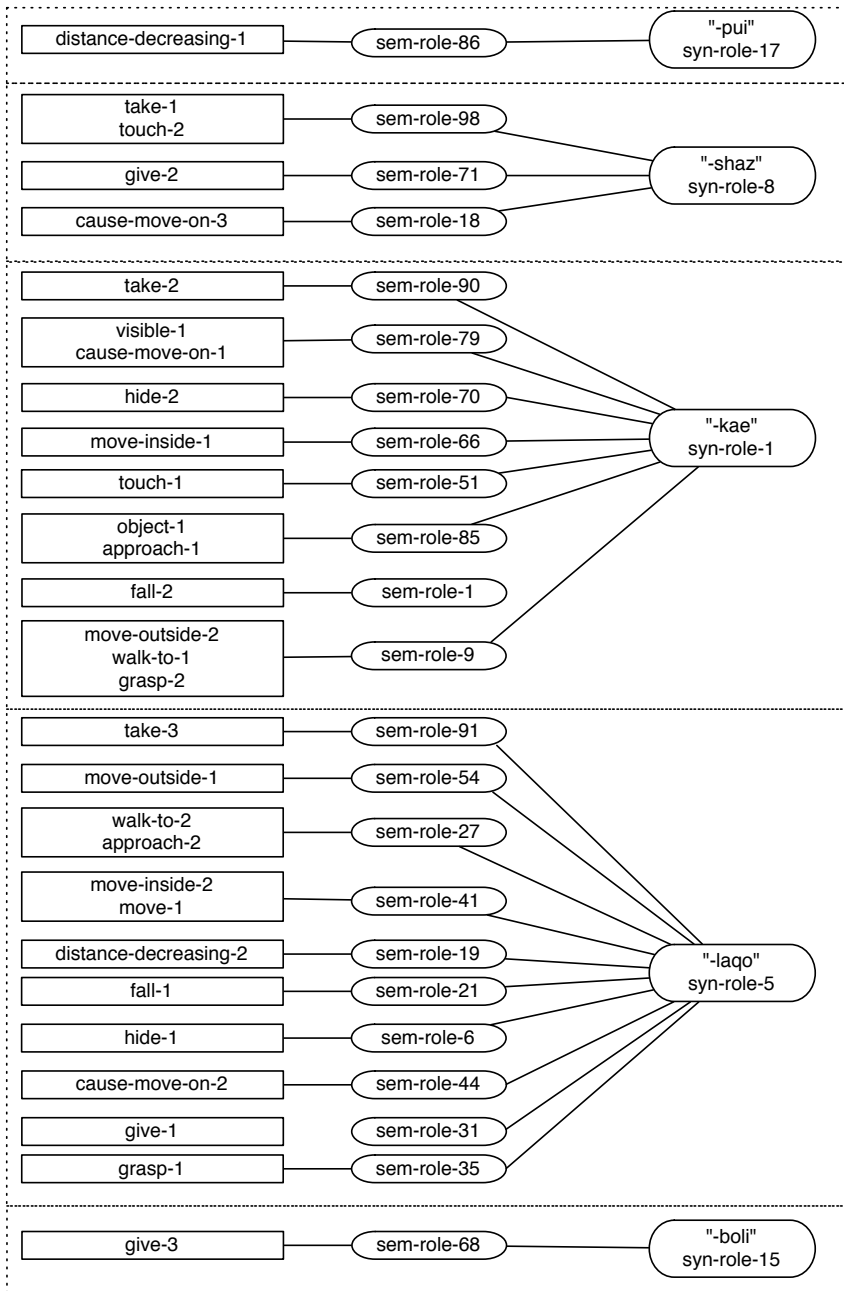 distance-decreasing-1
sem-role-86
"-pui"
syn-role-17
take-1
touch-2
sem-role-98
give-2
sem-role-71
cause-move-on-3
sem-role-18
"-shaz"
syn-role-8
take-2
sem-role-90
visible-1
cause-move-on-1
sem-role-79
hide-2
sem-role-70
move-inside-1
sem-role-66
touch-1
sem-role-51
object-1
approach-1
sem-role-85
fall-2
sem-role-1
move-outside-2
walk-to-1
grasp-2
sem-role-9
"-kae"
syn-role-1
take-3
sem-role-91
move-outside-1
sem-role-54
walk-to-2
approach-2
sem-role-27
move-inside-2
move-1
sem-role-41
distance-decreasing-2
sem-role-19
fall-1
sem-role-21
hide-1
sem-role-6
cause-move-on-2
sem-role-44
give-1
sem-role-31
grasp-1
sem-role-35
"-laqo"
syn-role-5
give-3
sem-role-68
"-boli"
syn-role-15